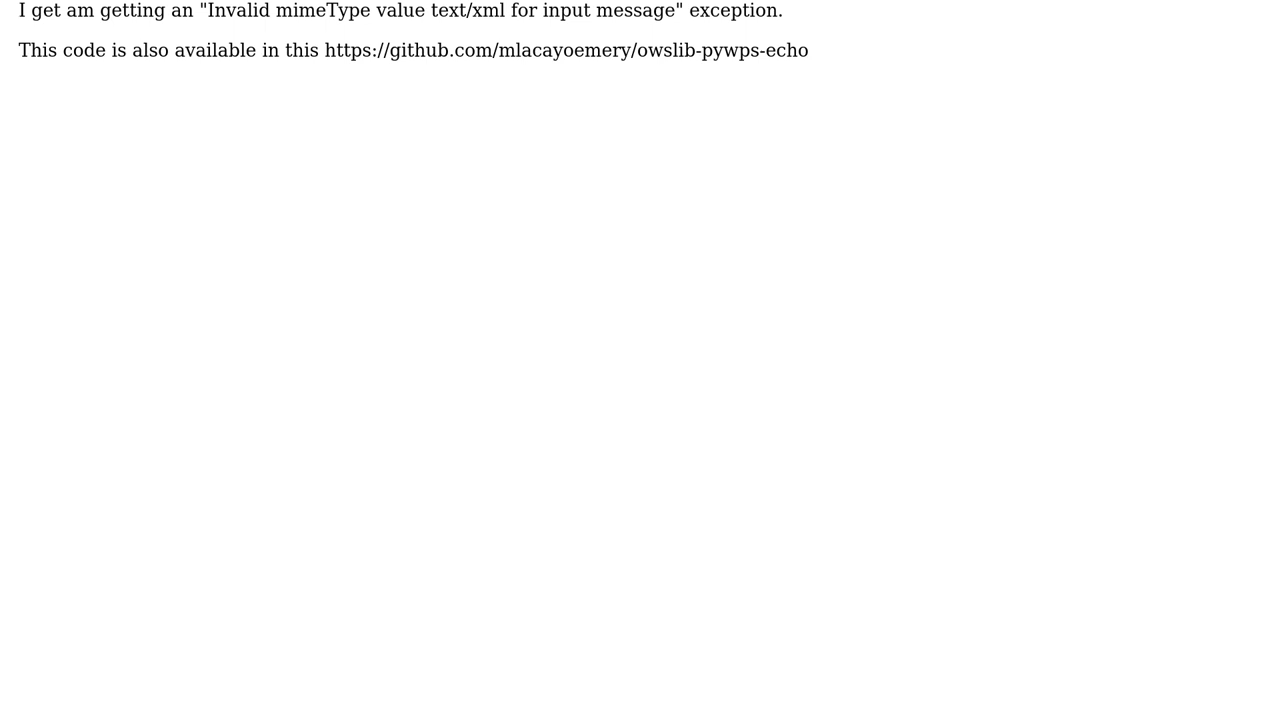 I get am getting an "Invalid mimeType value text/xml for input message" exception.
This code is also available in this https://github.com/mlacayoemery/owslib-pywps-echo